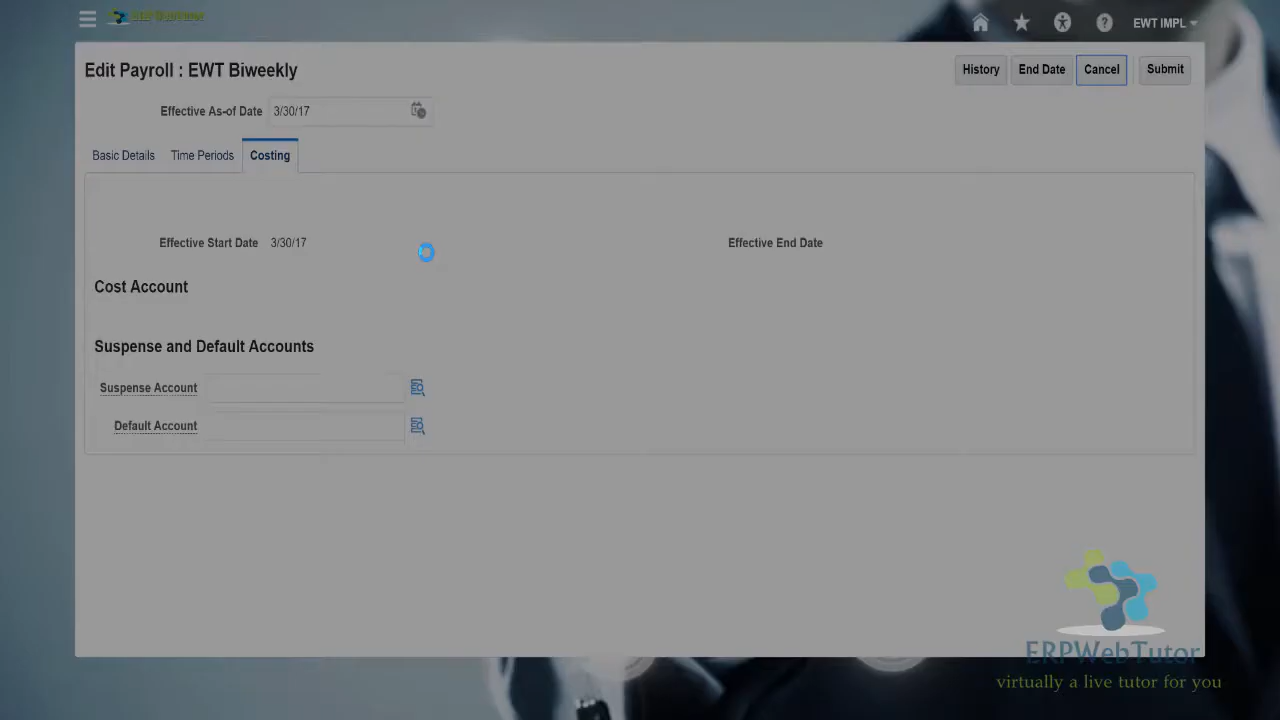 EWT IMPL
Edit Payroll : EWT Biweekly
History
End Date
Cancel
Submit
Effective As-of Date 3/30/17
Basic Details
Time Periods
Costing
Effective Start Date 3/30/17
Effective End Date
Cost Account
Suspense and Default Accounts
Suspense Account
Default Account
ERPWebTutor
virtually a live tutor for you